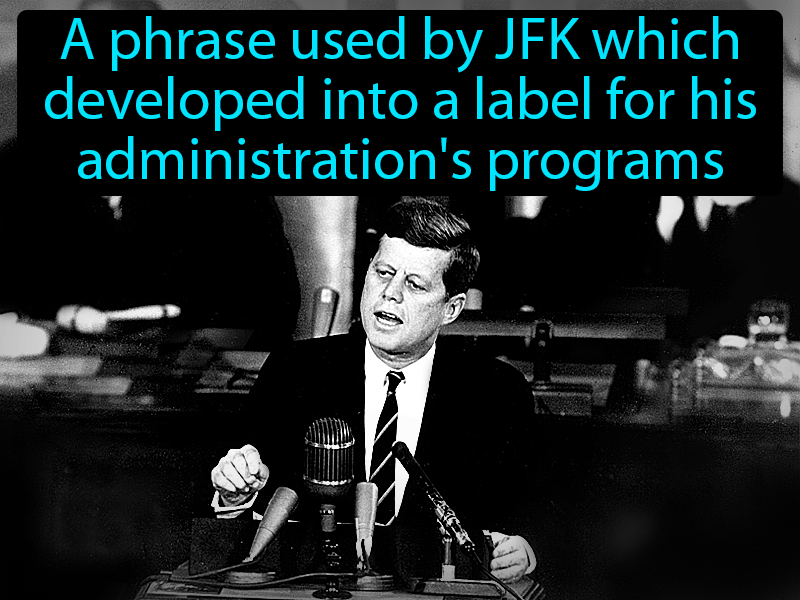 A phrase used by JFK which
developed into a label for his
administration's programs